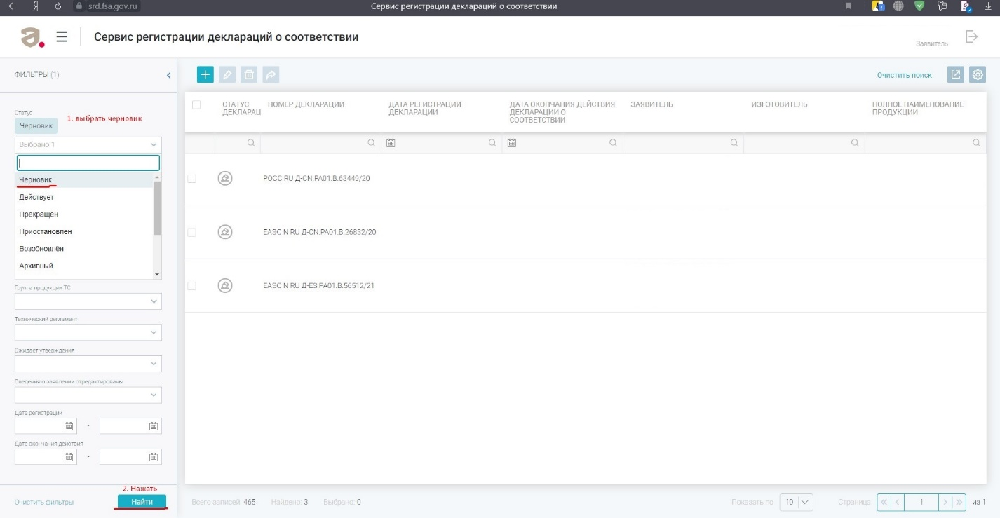 srd.fsa.gov.ru
Сервис регистрации деклараций о соответствии
Сервис регистрации деклараций о соответствии
Заявитель
ФИЛЬТРЫ (1)
Очистить поиск
Статус
Черновик
1. выбрать черновик
Выбрано 1
Черновик
Действует
Прекращён
Приостановлен
Возобновлён
Архивный
Группа продукции ТС
Технический регламент
Ожидает утверждения
Сведения о заявлении отредактированы
Дата регистрации
-
Дата окончания действия
-
2. Нажать
Очистить фильтры
Найти
СТАТУС
ДЕКЛАРАЦ
НОМЕР ДЕКЛАРАЦИИ
ДАТА РЕГИСТРАЦИИ
ДЕКЛАРАЦИИ
ДАТА ОКОНЧАНИЯ ДЕЙСТВИЯ
ДЕКЛАРАЦИИ О
СООТВЕТСТВИИ
ЗАЯВИТЕЛЬ
ИЗГОТОВИТЕЛЬ
ПОЛНОЕ НАИМЕНОВАНИЕ
ПРОДУКЦИИ
РОСС RU Д-CN.РА01.В.63449/20
ЕАЭС N RU Д-CN.РА01.В.26832/20
ЕАЭС N RU Д-ES.РА01.В.56512/21
Всего записей: 465
Найдено: 3
Выбрано: 0
Показать по 10
Страница 1 из 1